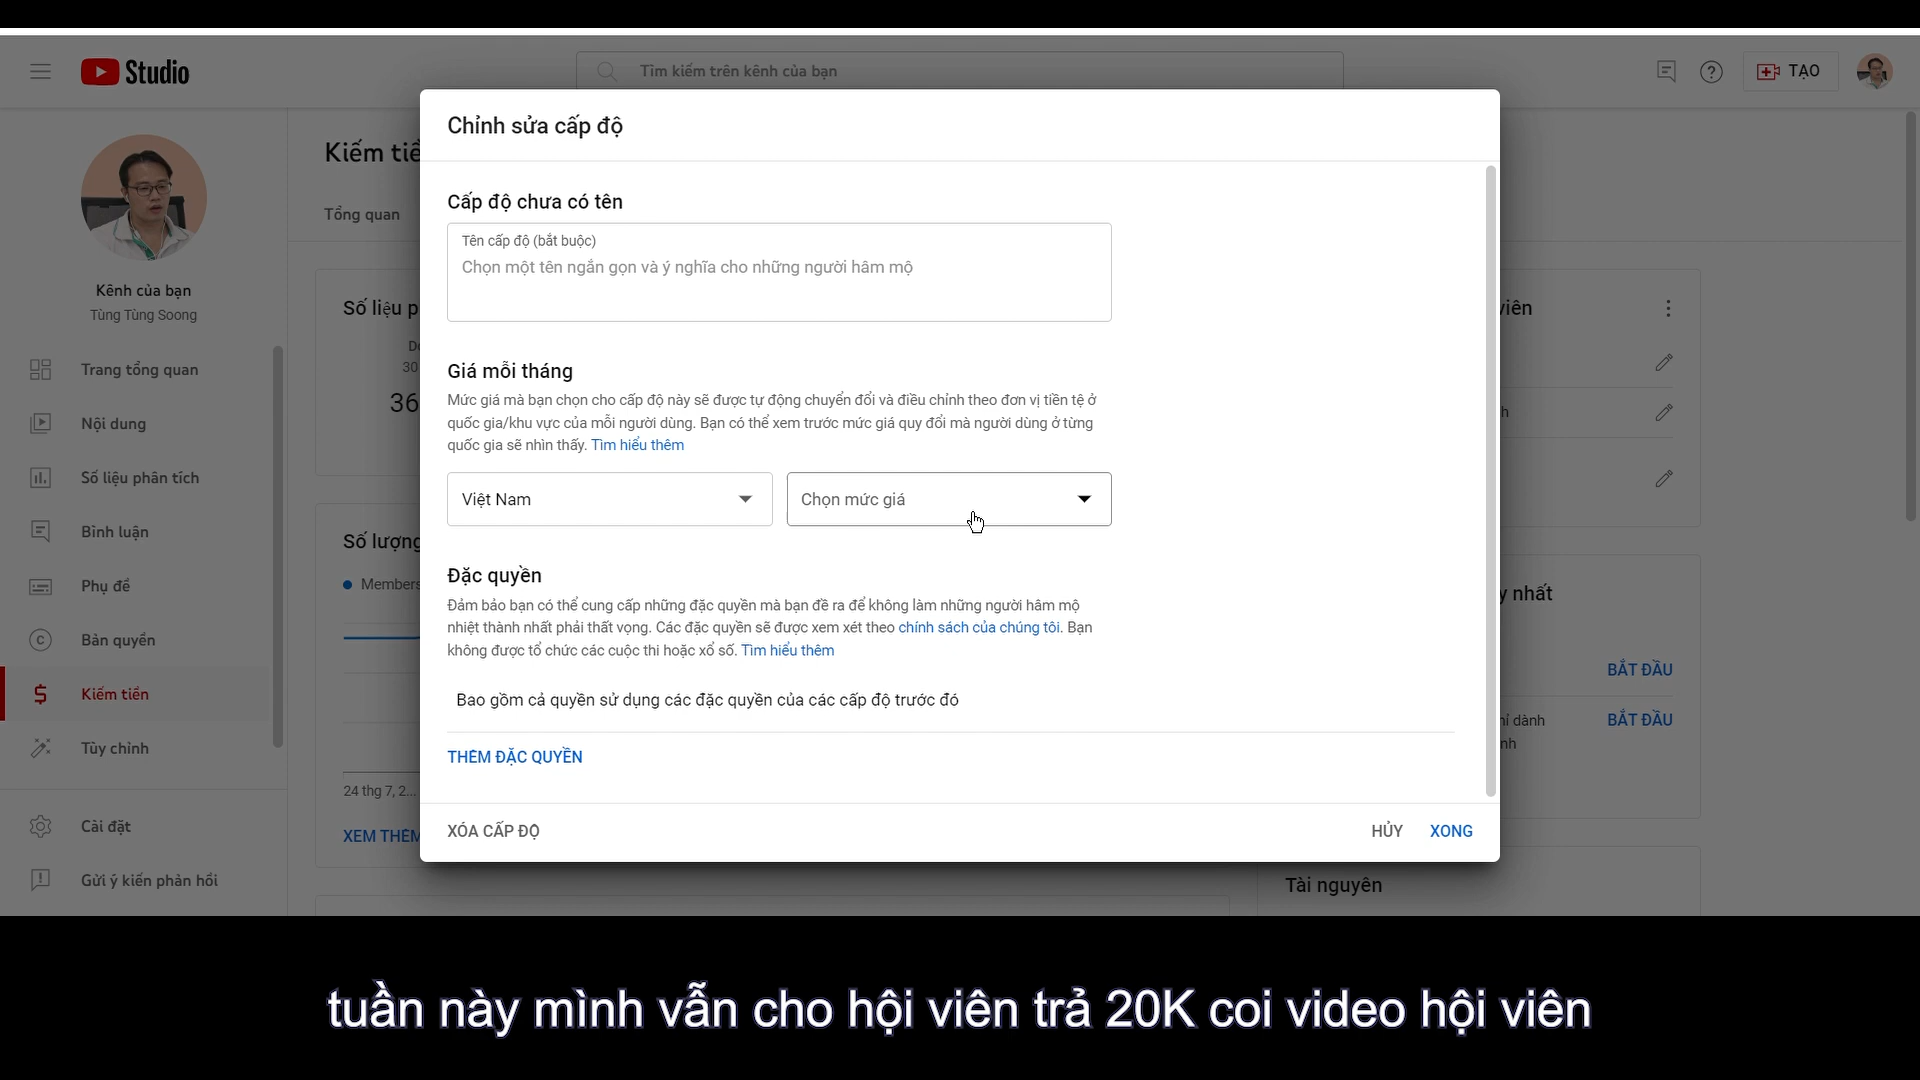 Studio
Tìm kiếm trên kênh của bạn
TẠO
Kênh của bạn
Tùng Tùng Soong
Trang tổng quan
Nội dung
Số liệu phân tích
Bình luận
Phụ đề
Bản quyền
Kiếm tiền
Tùy chỉnh
Cài đặt
Gửi ý kiến phản hồi
Kiếm tiề
Tổng quan
Số liệu p
30
36
Số lượng
Members
24 thg 7, 2...
XEM THÊM
Chỉnh sửa cấp độ
Cấp độ chưa có tên
Tên cấp độ (bắt buộc)
Chọn một tên ngắn gọn và ý nghĩa cho những người hâm mộ
Giá mỗi tháng
Mức giá mà bạn chọn cho cấp độ này sẽ được tự động chuyển đổi và điều chỉnh theo đơn vị tiền tệ ở
quốc gia/khu vực của mỗi người dùng. Bạn có thể xem trước mức giá quy đổi mà người dùng ở từng
quốc gia sẽ nhìn thấy. Tìm hiểu thêm
Việt Nam
Chọn mức giá
Đặc quyền
Đảm bảo bạn có thể cung cấp những đặc quyền mà bạn đề ra để không làm những người hâm mộ
nhiệt thành nhất phải thất vọng. Các đặc quyền sẽ được xem xét theo chính sách của chúng tôi. Bạn
không được tổ chức các cuộc thi hoặc xổ số. Tìm hiểu thêm
Bao gồm cả quyền sử dụng các đặc quyền của các cấp độ trước đó
THÊM ĐẶC QUYỀN
XÓA CẤP ĐỘ
HỦY
XONG
viên
h
y nhất
BẮT ĐẦU
hỉ dành
nh
BẮT ĐẦU
Tài nguyên
tuần này mình vẫn cho hội viên trả 20K coi video hội viên